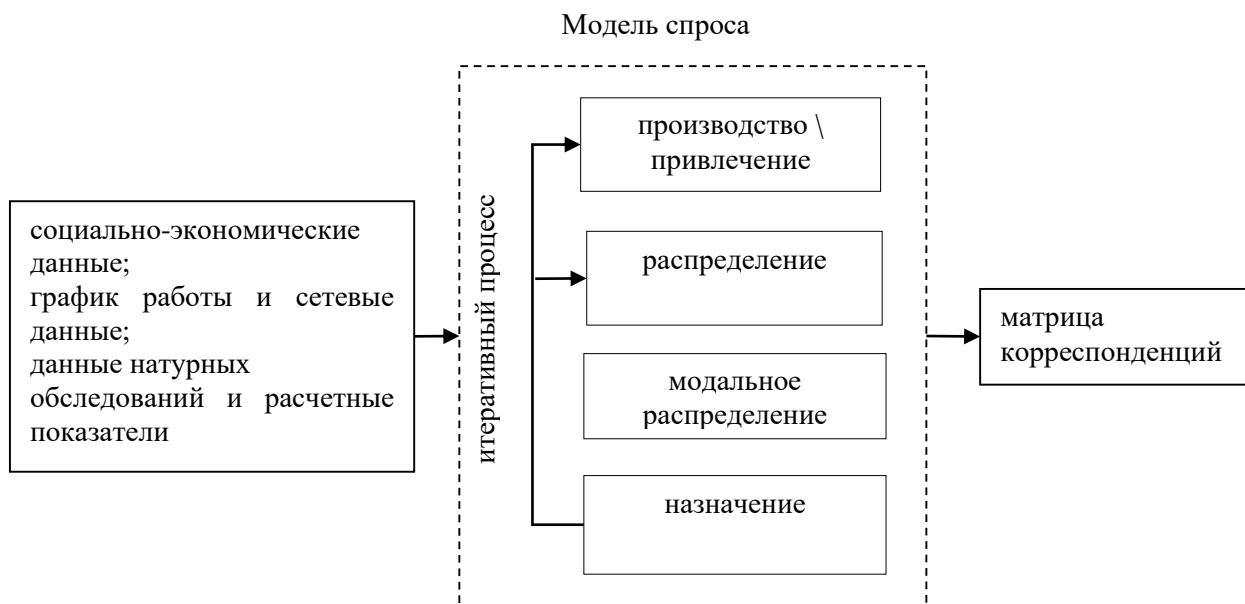 Модель спроса
социально-экономические
данные;
график работы и сетевые
данные;
данные натурных
обследований и расчетные
показатели
итеративный процесс
производство \
привлечение
распределение
модальное
распределение
назначение
матрица
корреспонденций